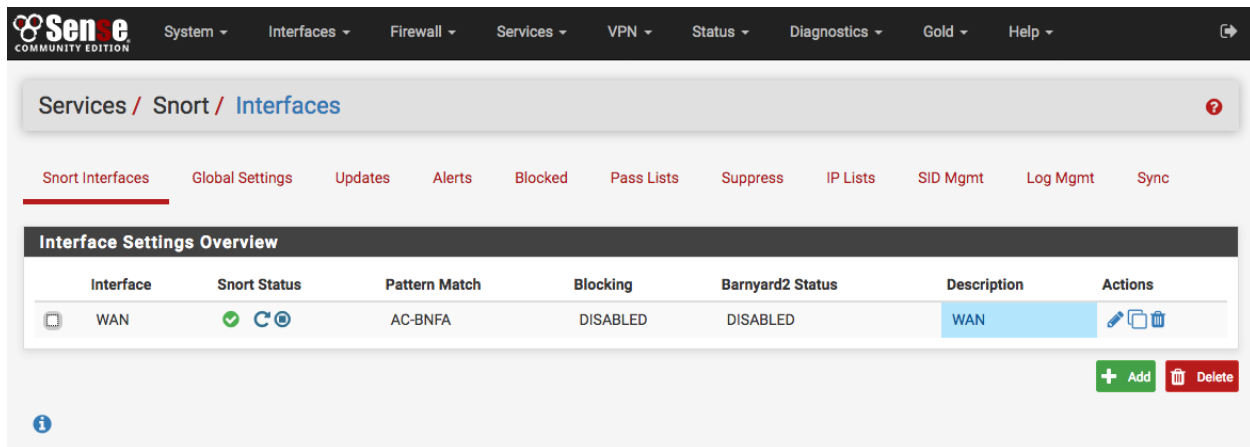 Sense System Interfaces Firewall Services VPN Status Diagnostics Gold Help
COMMUNITY EDITION
Services / Snort / Interfaces
Snort Interfaces Global Settings Updates Alerts Blocked Pass Lists Suppress IP Lists SID Mgmt Log Mgmt Sync
Interface Settings Overview
Interface Snort Status Pattern Match Blocking Barnyard2 Status Description Actions
WAN AC-BNFA DISABLED DISABLED WAN
Add Delete